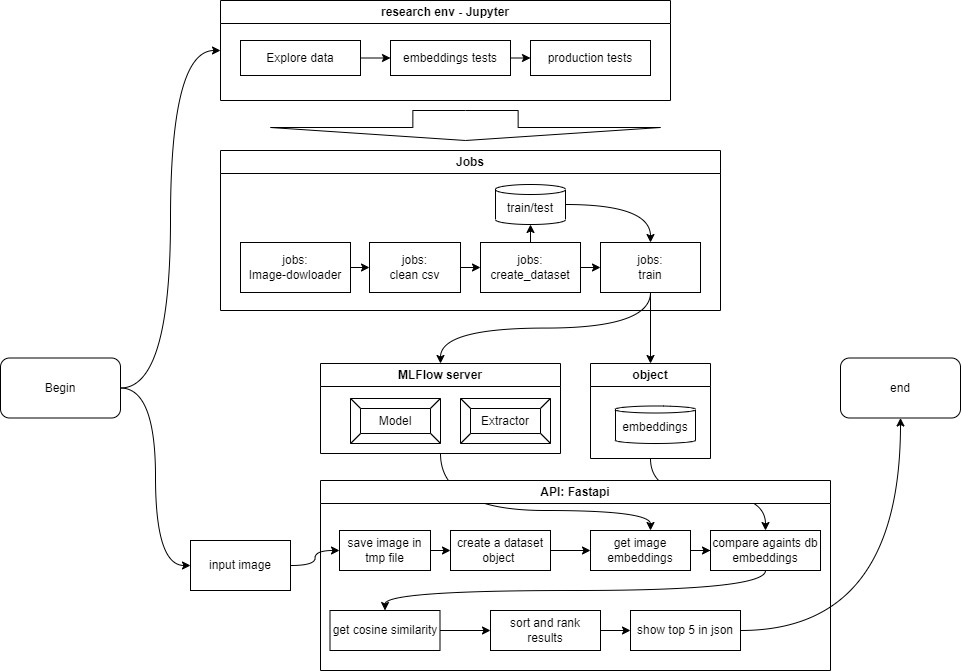 research env - Jupyter
Explore data
embeddings tests
production tests
Jobs
train/test
jobs:
Image-dowloader
jobs:
clean csv
jobs:
create_dataset
jobs:
train
Begin
MLFlow server
Model
Extractor
object
embeddings
end
API: Fastapi
input image
save image in
tmp file
create a dataset
object
get image
embeddings
compare againts db
embeddings
get cosine similarity
sort and rank
results
show top 5 in json